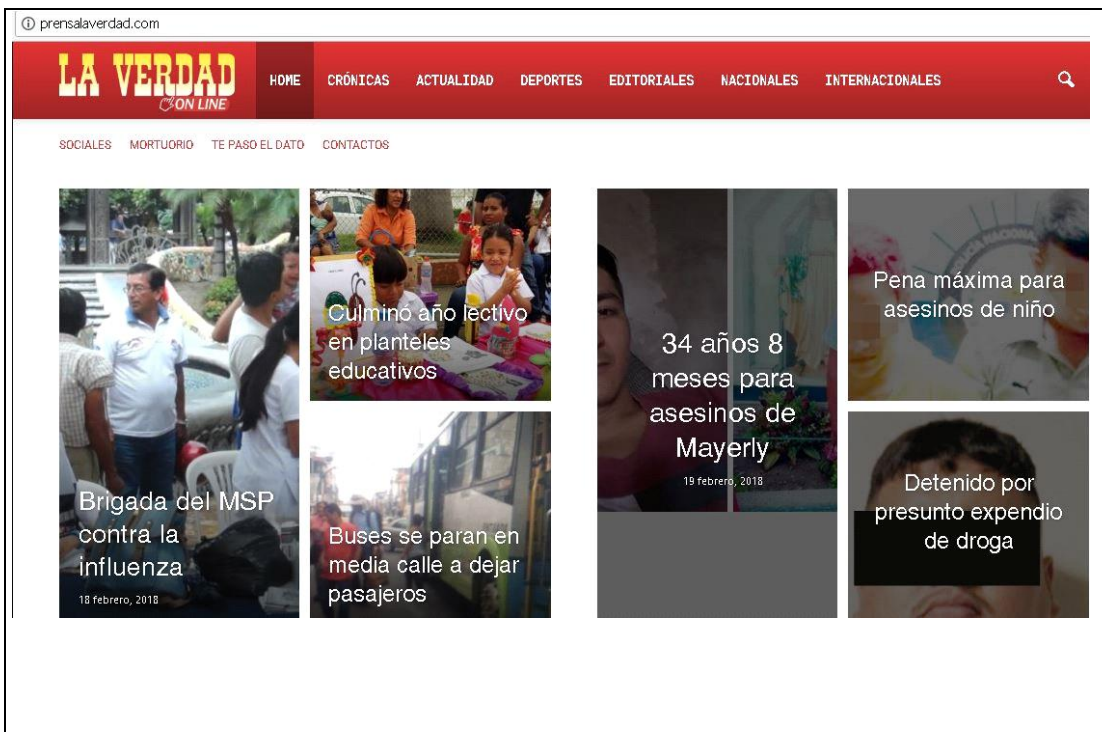 prensalaverdad.com
LA VERDAD
ON LINE
HOME CRÓNICAS ACTUALIDAD DEPORTES EDITORIALES NACIONALES INTERNACIONALES
SOCIALES MORTUORIO TE PASO EL DATO CONTACTOS
Brigada del MSP
contra la
influenza
18 febrero, 2018
Culminó año lectivo
en planteles
educativos
Buses se paran en
media calle a dejar
pasajeros
34 años 8
meses para
asesinos de
Mayerly
19 febrero, 2018
Pena máxima para
asesinos de niño
Detenido por
presunto expendio
de droga